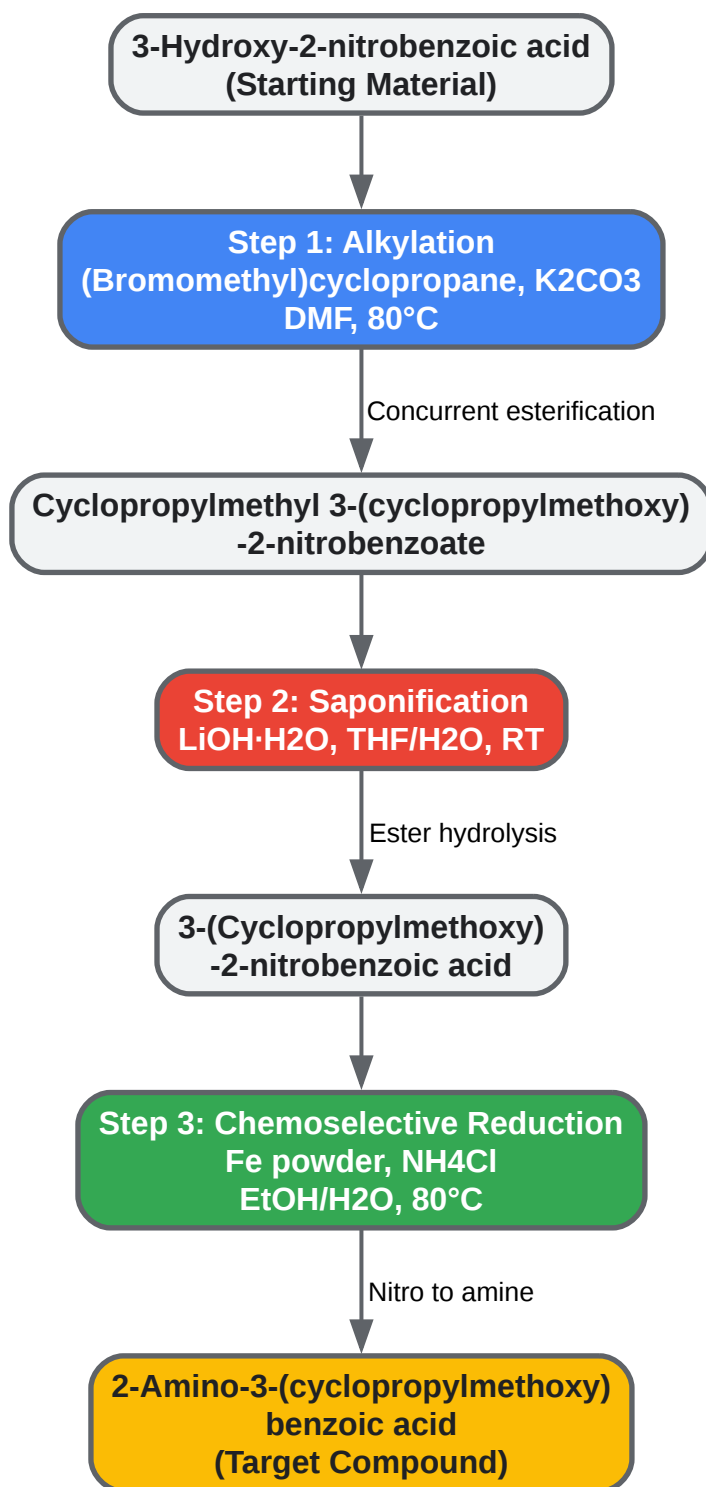 3-Hydroxy-2-nitrobenzoic acid
(Starting Material)
Step 1: Alkylation
(Bromomethyl)cyclopropane, K2CO3
DMF, 80°C
Concurrent esterification
Cyclopropylmethyl 3-(cyclopropylmethoxy)
-2-nitrobenzoate
Step 2: Saponification
LiOH·H2O, THF/H2O, RT
Ester hydrolysis
3-(Cyclopropylmethoxy)
-2-nitrobenzoic acid
Step 3: Chemoselective Reduction
Fe powder, NH4Cl
EtOH/H2O, 80°C
Nitro to amine
2-Amino-3-(cyclopropylmethoxy)
benzoic acid
(Target Compound)